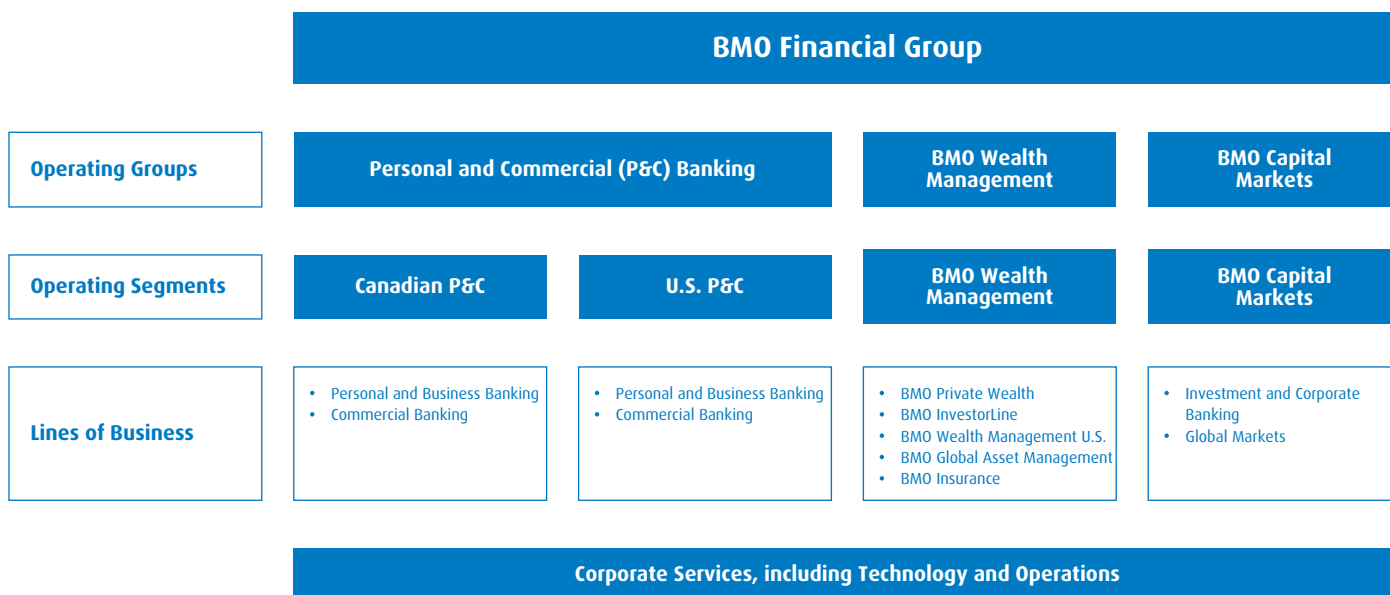 BMO Financial Group
Operating Groups
Personal and Commercial (P&C) Banking
BMO Wealth
Management
BMO Capital
Markets
Operating Segments
Canadian P&C
U.S. P&C
BMO Wealth
Management
BMO Capital
Markets
Lines of Business
• Personal and Business Banking
• Commercial Banking
• Personal and Business Banking
• Commercial Banking
• BMO Private Wealth
• BMO InvestorLine
• BMO Wealth Management U.S.
• BMO Global Asset Management
• BMO Insurance
• Investment and Corporate
Banking
• Global Markets
Corporate Services, including Technology and Operations